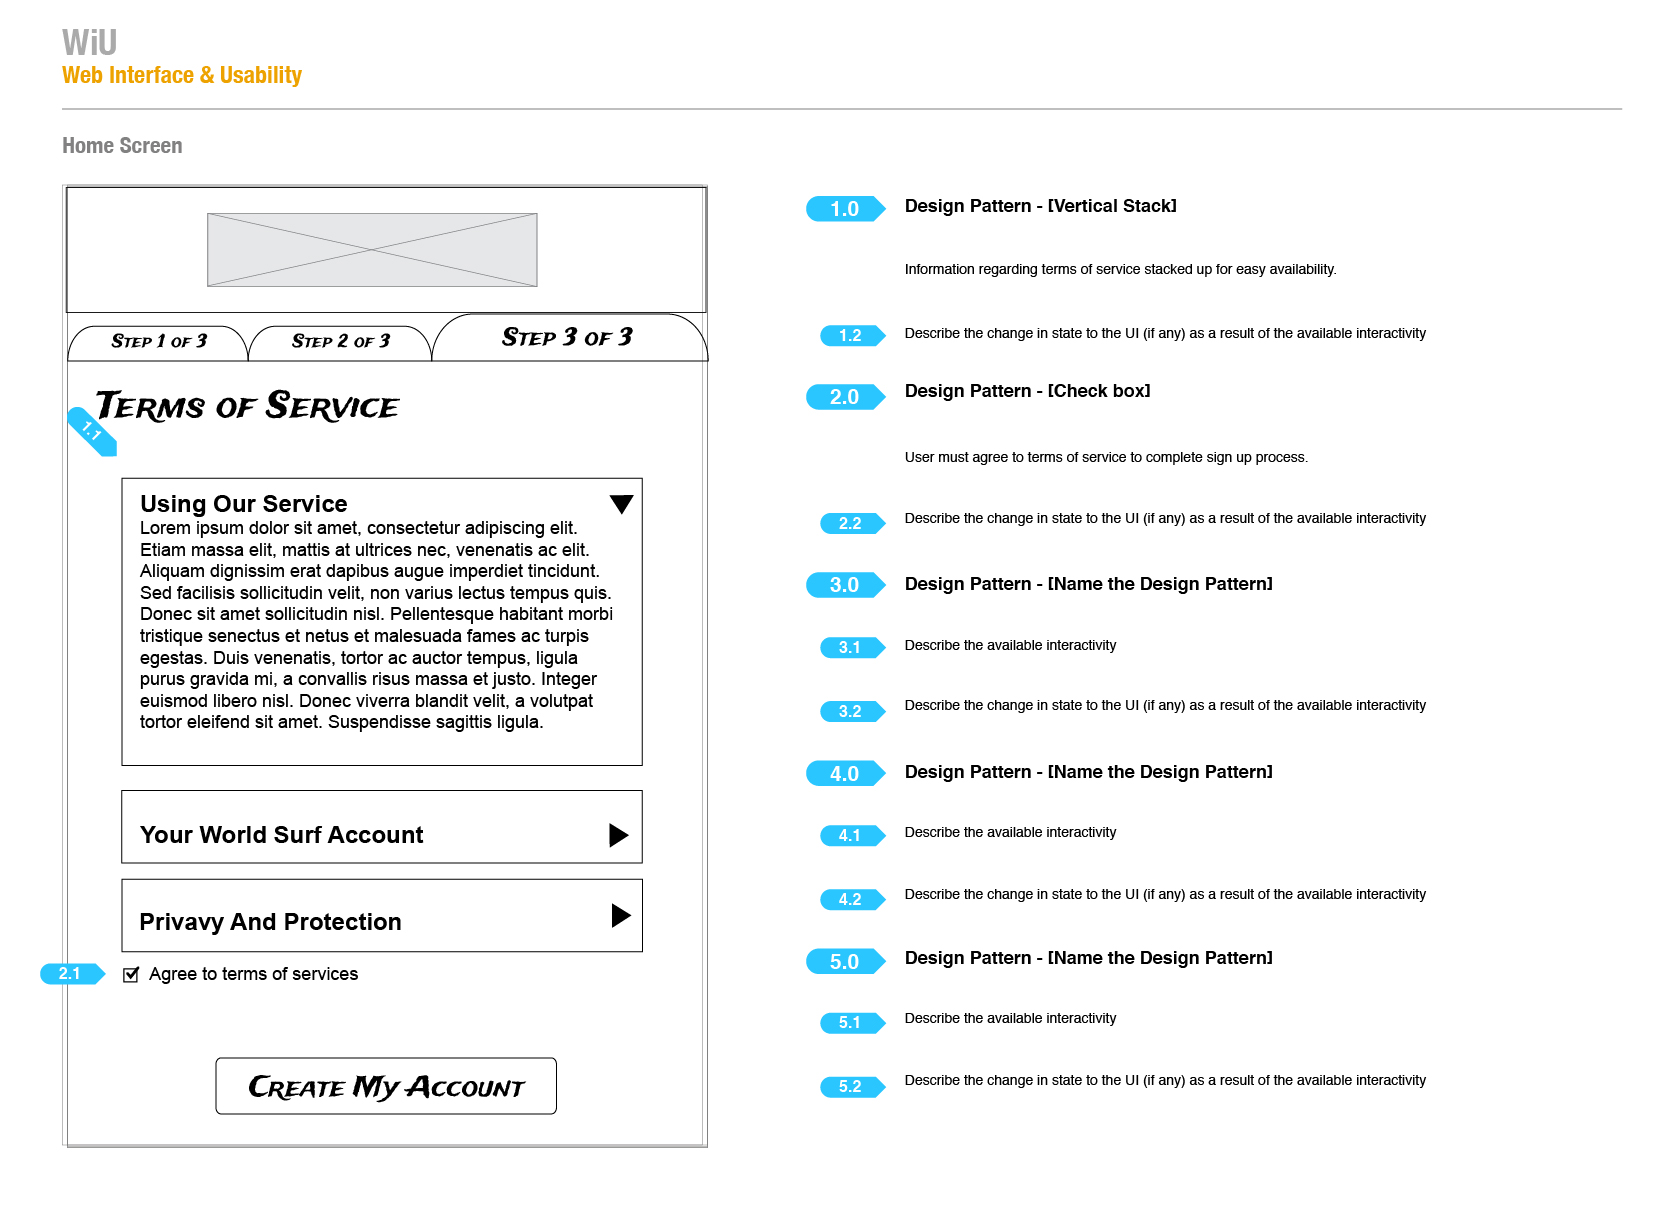 WiU
Web Interface & Usability
Home Screen
Step 1 of 3
Step 2 of 3
Step 3 of 3
Terms of Service
1.1
Using Our Service
Lorem ipsum dolor sit amet, consectetur adipiscing elit.
Etiam massa elit, mattis at ultrices nec, venenatis ac elit.
Aliquam dignissim erat dapibus augue imperdiet tincidunt.
Sed facilisis sollicitudin velit, non varius lectus tempus quis.
Donec sit amet sollicitudin nisl. Pellentesque habitant morbi
tristique senectus et netus et malesuada fames ac turpis
egestas. Duis venenatis, tortor ac auctor tempus, ligula
purus gravida mi, a convallis risus massa et justo. Integer
euismod libero nisl. Donec viverra blandit velit, a volutpat
tortor eleifend sit amet. Suspendisse sagittis ligula.
Your World Surf Account
Privavy And Protection
2.1
Agree to terms of services
Create My Account
1.0 Design Pattern - [Vertical Stack]
Information regarding terms of service stacked up for easy availability.
1.2 Describe the change in state to the UI (if any) as a result of the available interactivity
2.0 Design Pattern - [Check box]
User must agree to terms of service to complete sign up process.
2.2 Describe the change in state to the UI (if any) as a result of the available interactivity
3.0 Design Pattern - [Name the Design Pattern]
3.1 Describe the available interactivity
3.2 Describe the change in state to the UI (if any) as a result of the available interactivity
4.0 Design Pattern - [Name the Design Pattern]
4.1 Describe the available interactivity
4.2 Describe the change in state to the UI (if any) as a result of the available interactivity
5.0 Design Pattern - [Name the Design Pattern]
5.1 Describe the available interactivity
5.2 Describe the change in state to the UI (if any) as a result of the available interactivity